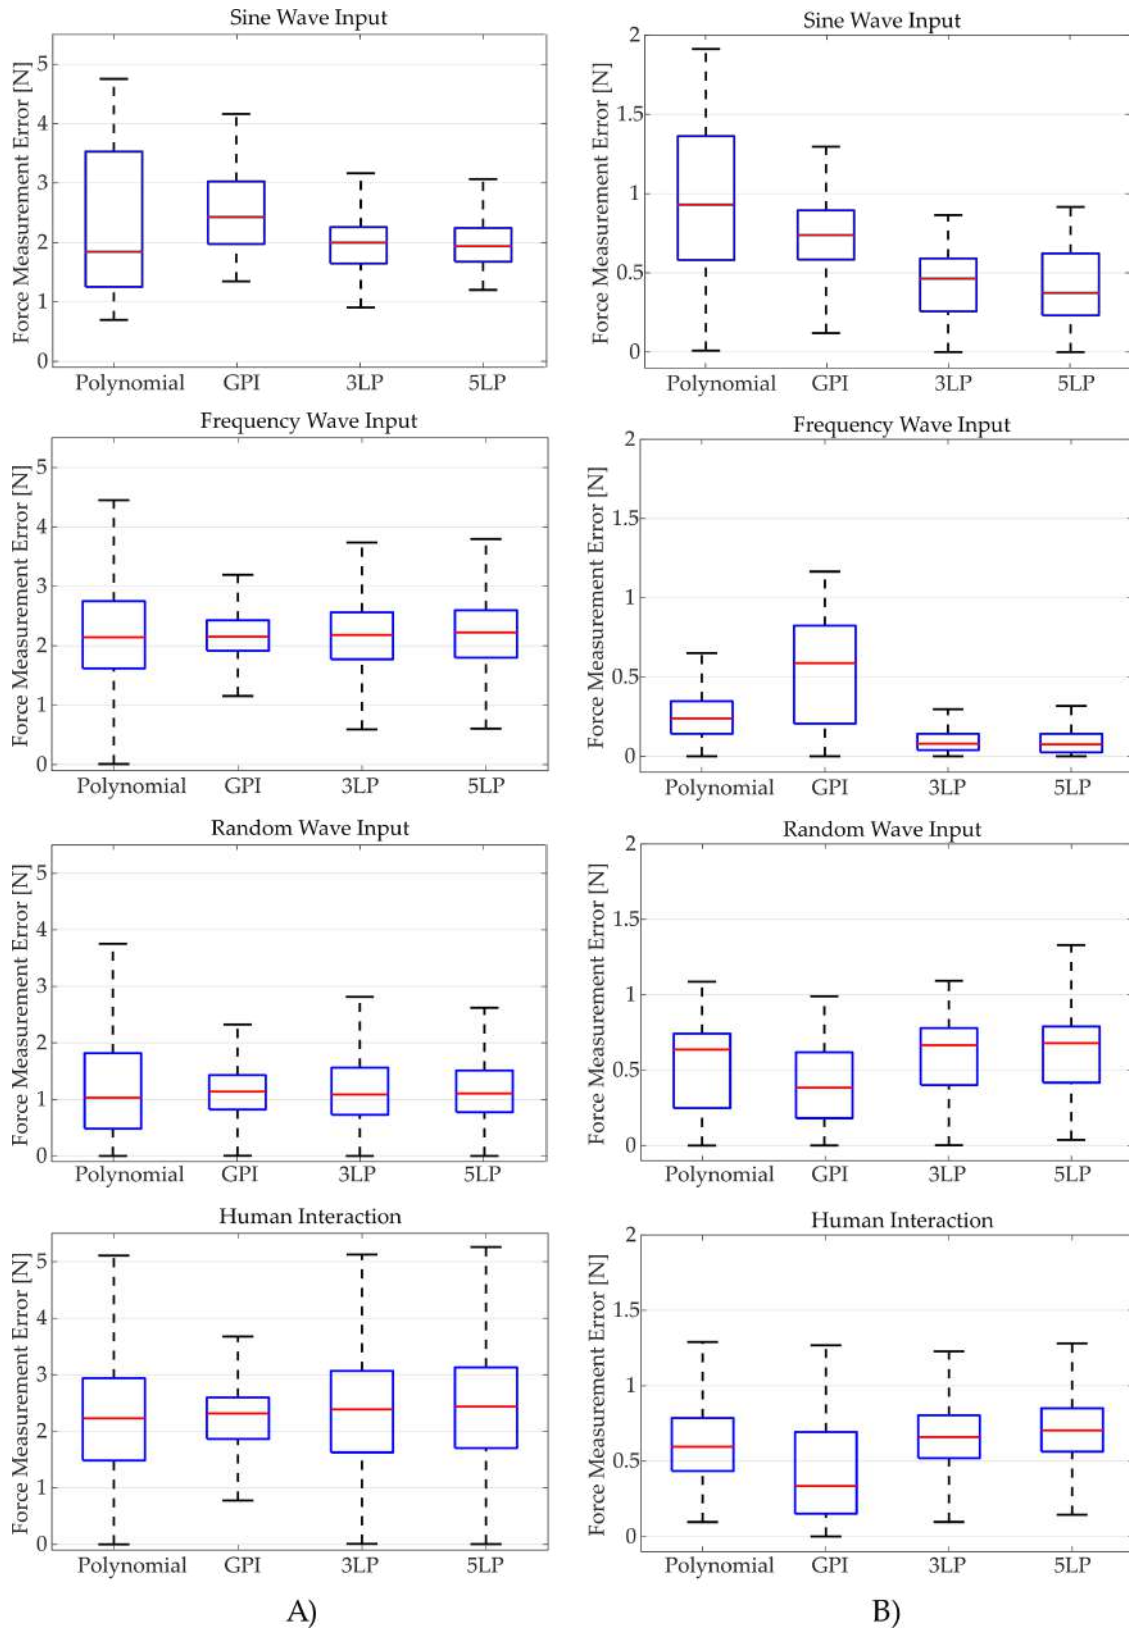 Sine Wave Input
Force Measurement Error [N]
5
4
3
2
1
0
Polynomial GPI 3LP 5LP
Sine Wave Input
Force Measurement Error [N]
2
1.5
1
0.5
0
Polynomial GPI 3LP 5LP
Frequency Wave Input
Force Measurement Error [N]
5
4
3
2
1
0
Polynomial GPI 3LP 5LP
Frequency Wave Input
Force Measurement Error [N]
2
1.5
1
0.5
0
Polynomial GPI 3LP 5LP
Random Wave Input
Force Measurement Error [N]
5
4
3
2
1
0
Polynomial GPI 3LP 5LP
Random Wave Input
Force Measurement Error [N]
2
1.5
1
0.5
0
Polynomial GPI 3LP 5LP
Human Interaction
Force Measurement Error [N]
5
4
3
2
1
0
Polynomial GPI 3LP 5LP
Human Interaction
Force Measurement Error [N]
2
1.5
1
0.5
0
Polynomial GPI 3LP 5LP
A)
B)